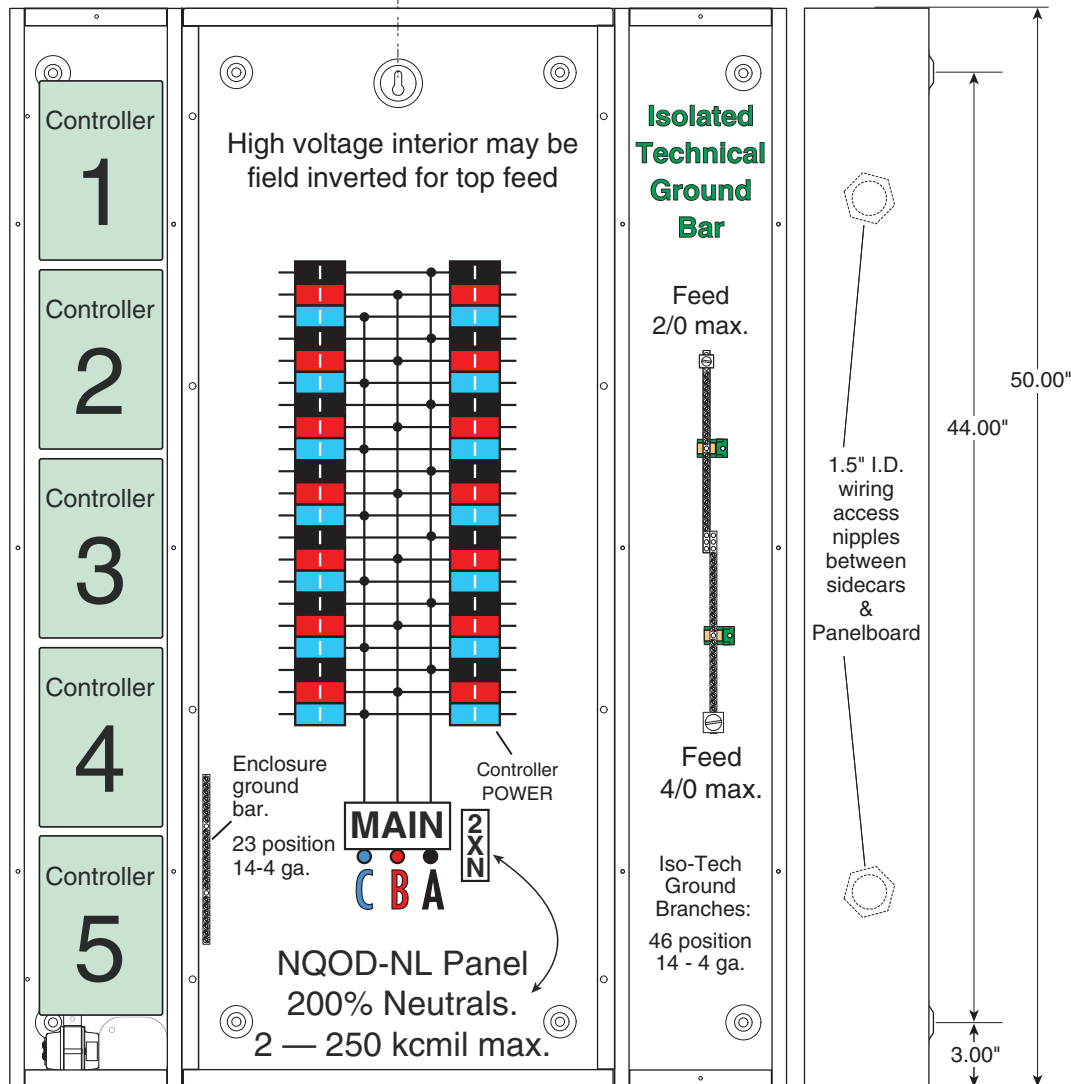 Controller
1
Controller
2
Controller
3
Controller
4
Controller
5
High voltage interior may be
field inverted for top feed
Enclosure
ground
bar.
23 position
14-4 ga.
Controller
POWER
MAIN
2XN
C B A
NQOD-NL Panel
200% Neutrals.
2 — 250 kcmil max.
Isolated
Technical
Ground
Bar
Feed
2/0 max.
Feed
4/0 max.
Iso-Tech
Ground
Branches:
46 position
14 - 4 ga.
1.5" I.D.
wiring
access
nipples
between
sidecars
&
Panelboard
44.00"
50.00"
3.00"